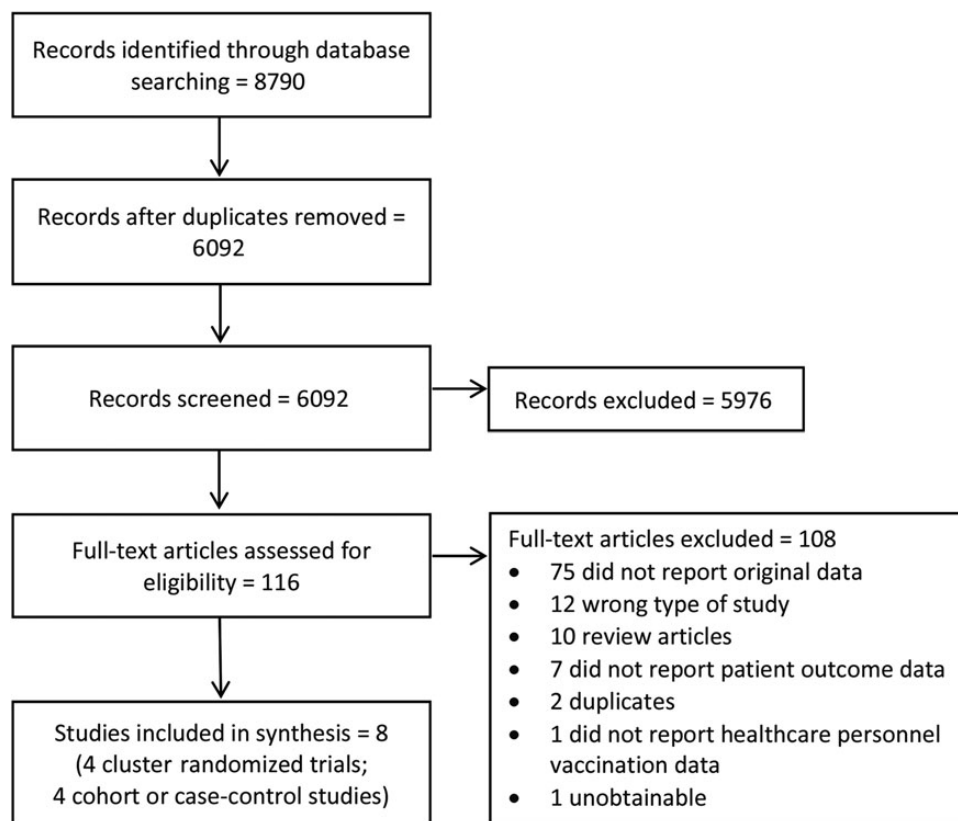 Records identified through database
searching = 8790
Records after duplicates removed =
6092
Records screened = 6092
Records excluded = 5976
Full-text articles assessed for
eligibility = 116
Full-text articles excluded = 108
• 75 did not report original data
• 12 wrong type of study
• 10 review articles
• 7 did not report patient outcome data
• 2 duplicates
• 1 did not report healthcare personnel
vaccination data
• 1 unobtainable
Studies included in synthesis = 8
(4 cluster randomized trials;
4 cohort or case-control studies)